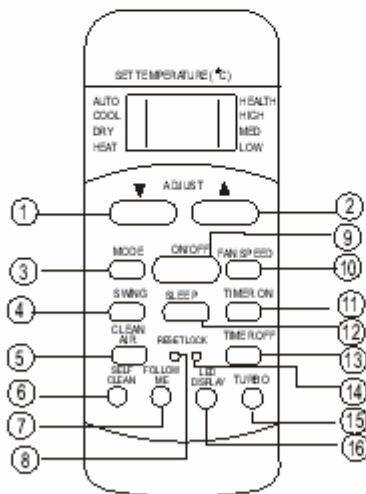 SET TEMPERATURE(°C)
AUTO HEALTH
COOL HIGH
DRY MED
HEAT LOW
▼ ADJUST ▲
1 2
9
MODE ON/OFF FAN SPEED
3 10
SWING SLEEP TIMER ON
4 11
12
CLEAN
AIR RESET LOCK TIMER OFF
5 13
SELF
CLEAN FOLLOW
ME LED
DISPLAY TURBO
6 14
7 15
8 16